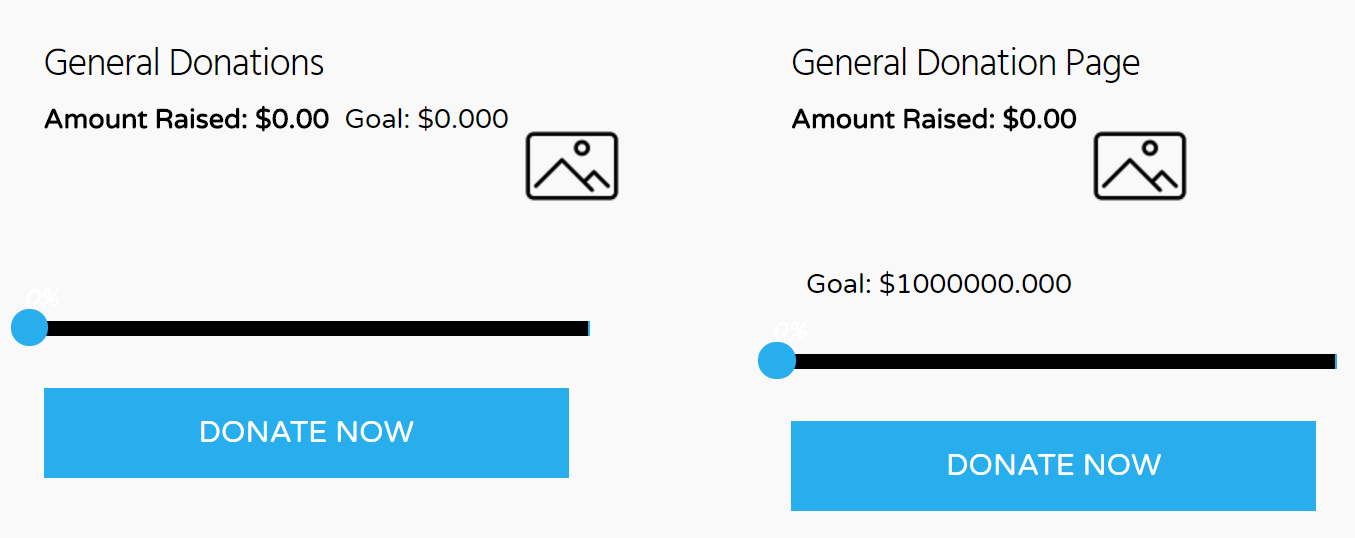 General Donations
Amount Raised: $0.00 Goal: $0.000
0%
DONATE NOW
General Donation Page
Amount Raised: $0.00
Goal: $1000000.000
0%
DONATE NOW